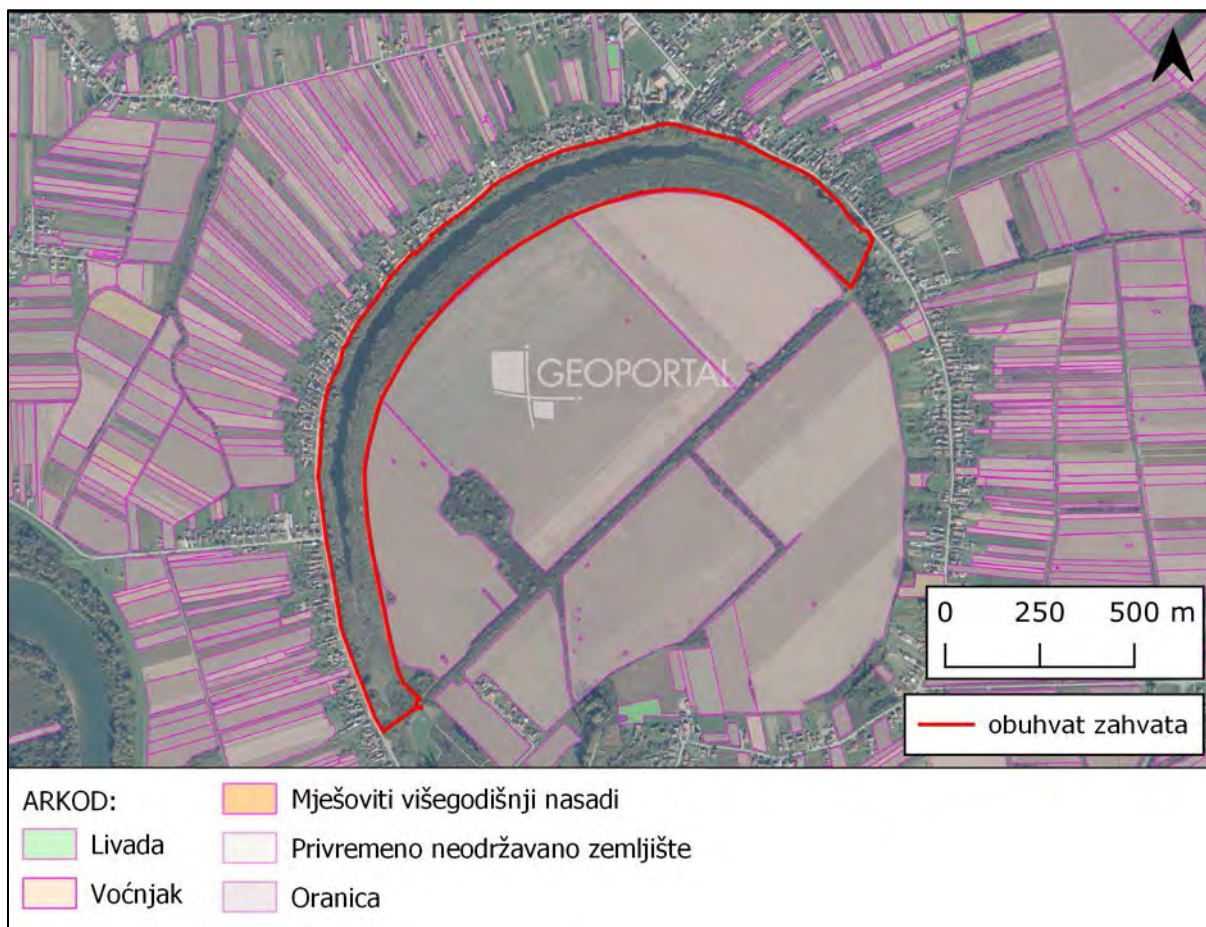 GEOPORTAL
0 250 500 m
obuhvat zahvata
ARKOD:
Livada
Voćnjak
Mješoviti višegodišnji nasadi
Privremeno neodržavano zemljište
Oranica